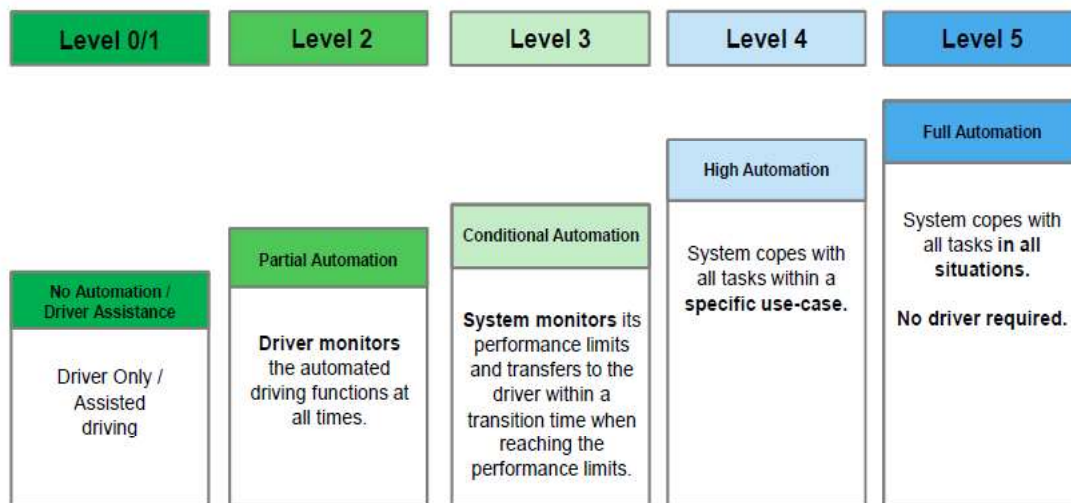 Level 0/1
Level 2
Level 3
Level 4
Level 5
No Automation /
Driver Assistance
Driver Only /
Assisted
driving
Partial Automation
Driver monitors
the automated
driving functions at
all times.
Conditional Automation
System monitors its
performance limits
and transfers to the
driver within a
transition time when
reaching the
performance limits.
High Automation
System copes with
all tasks within a
specific use-case.
Full Automation
System copes with
all tasks in all
situations.
No driver required.